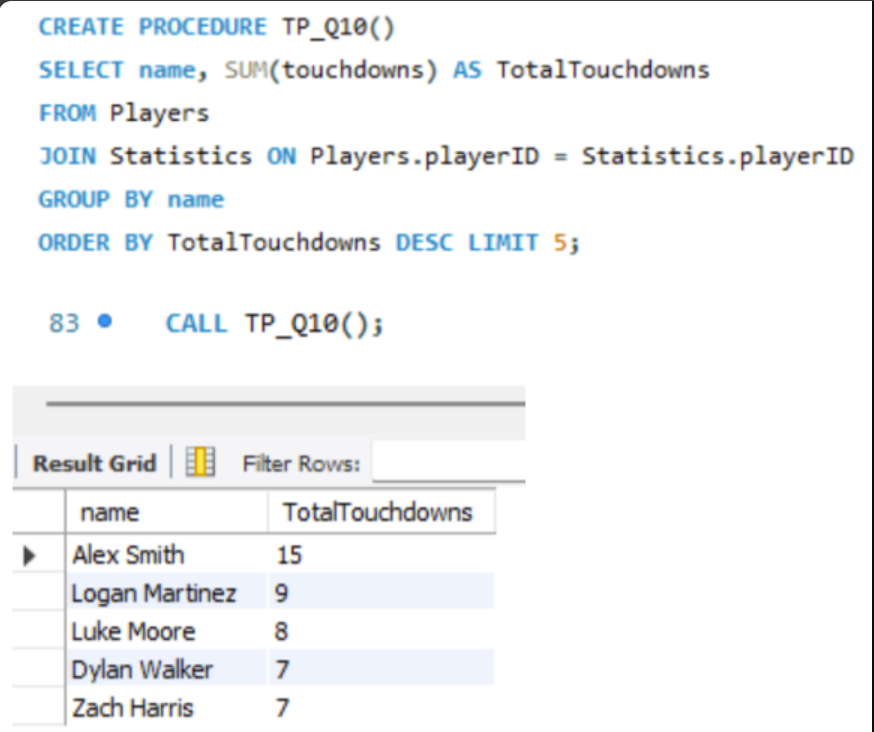 CREATE PROCEDURE TP_Q10()
SELECT name, SUM(touchdowns) AS TotalTouchdowns
FROM Players
JOIN Statistics ON Players.playerID = Statistics.playerID
GROUP BY name
ORDER BY TotalTouchdowns DESC LIMIT 5;
83 CALL TP_Q10();
Result Grid Filter Rows:
name TotalTouchdowns
Alex Smith 15
Logan Martinez 9
Luke Moore 8
Dylan Walker 7
Zach Harris 7